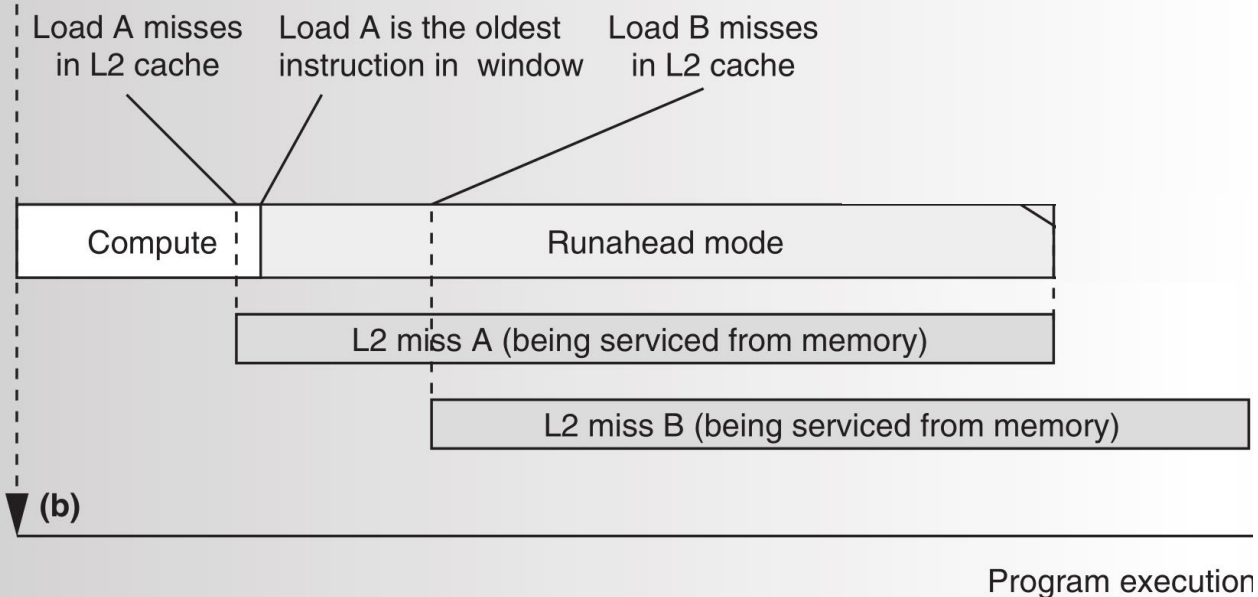 Load A misses
in L2 cache
Load A is the oldest
instruction in window
Load B misses
in L2 cache
Compute
Runahead mode
L2 miss A (being serviced from memory)
L2 miss B (being serviced from memory)
(b)
Program execution